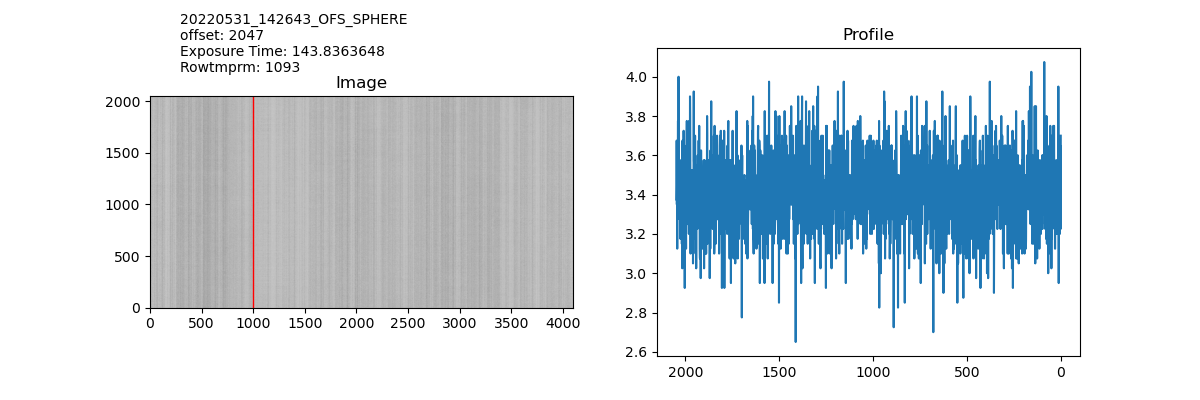 20220531_142643_OFS_SPHERE
offset: 2047
Exposure Time: 143.8363648
Rowtmprm: 1093
Image
2000
1500
1000
500
0
0 500 1000 1500 2000 2500 3000 3500 4000
Profile
4.0
3.8
3.6
3.4
3.2
3.0
2.8
2.6
2000 1500 1000 500 0